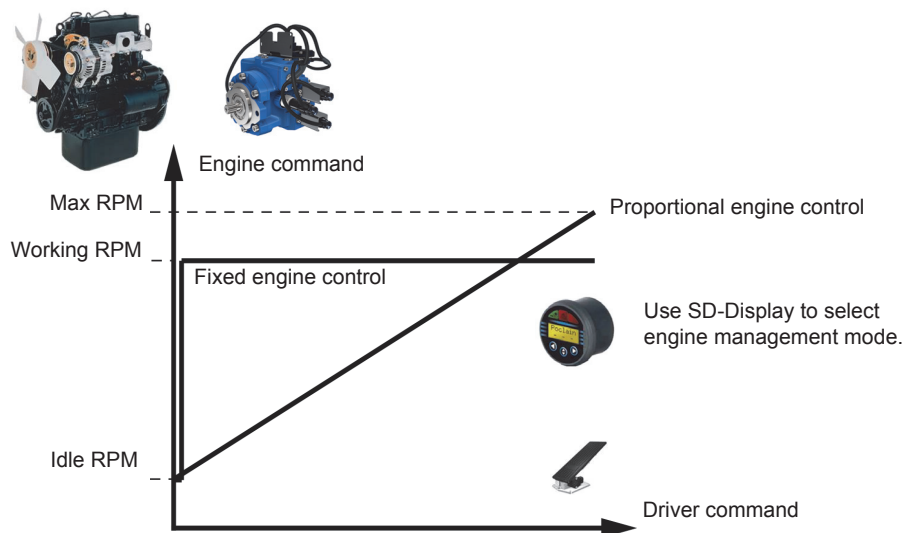 Engine command
Max RPM
Proportional engine control
Working RPM
Fixed engine control
Poclain
Use SD-Display to select
engine management mode.
Idle RPM
Driver command